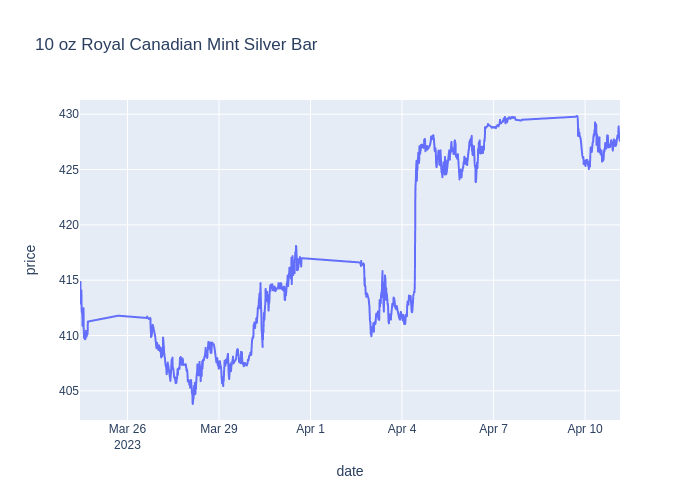 10 oz Royal Canadian Mint Silver Bar
430
425
420
415
410
405
price
Mar 26
2023
Mar 29
Apr 1
Apr 4
Apr 7
Apr 10
date